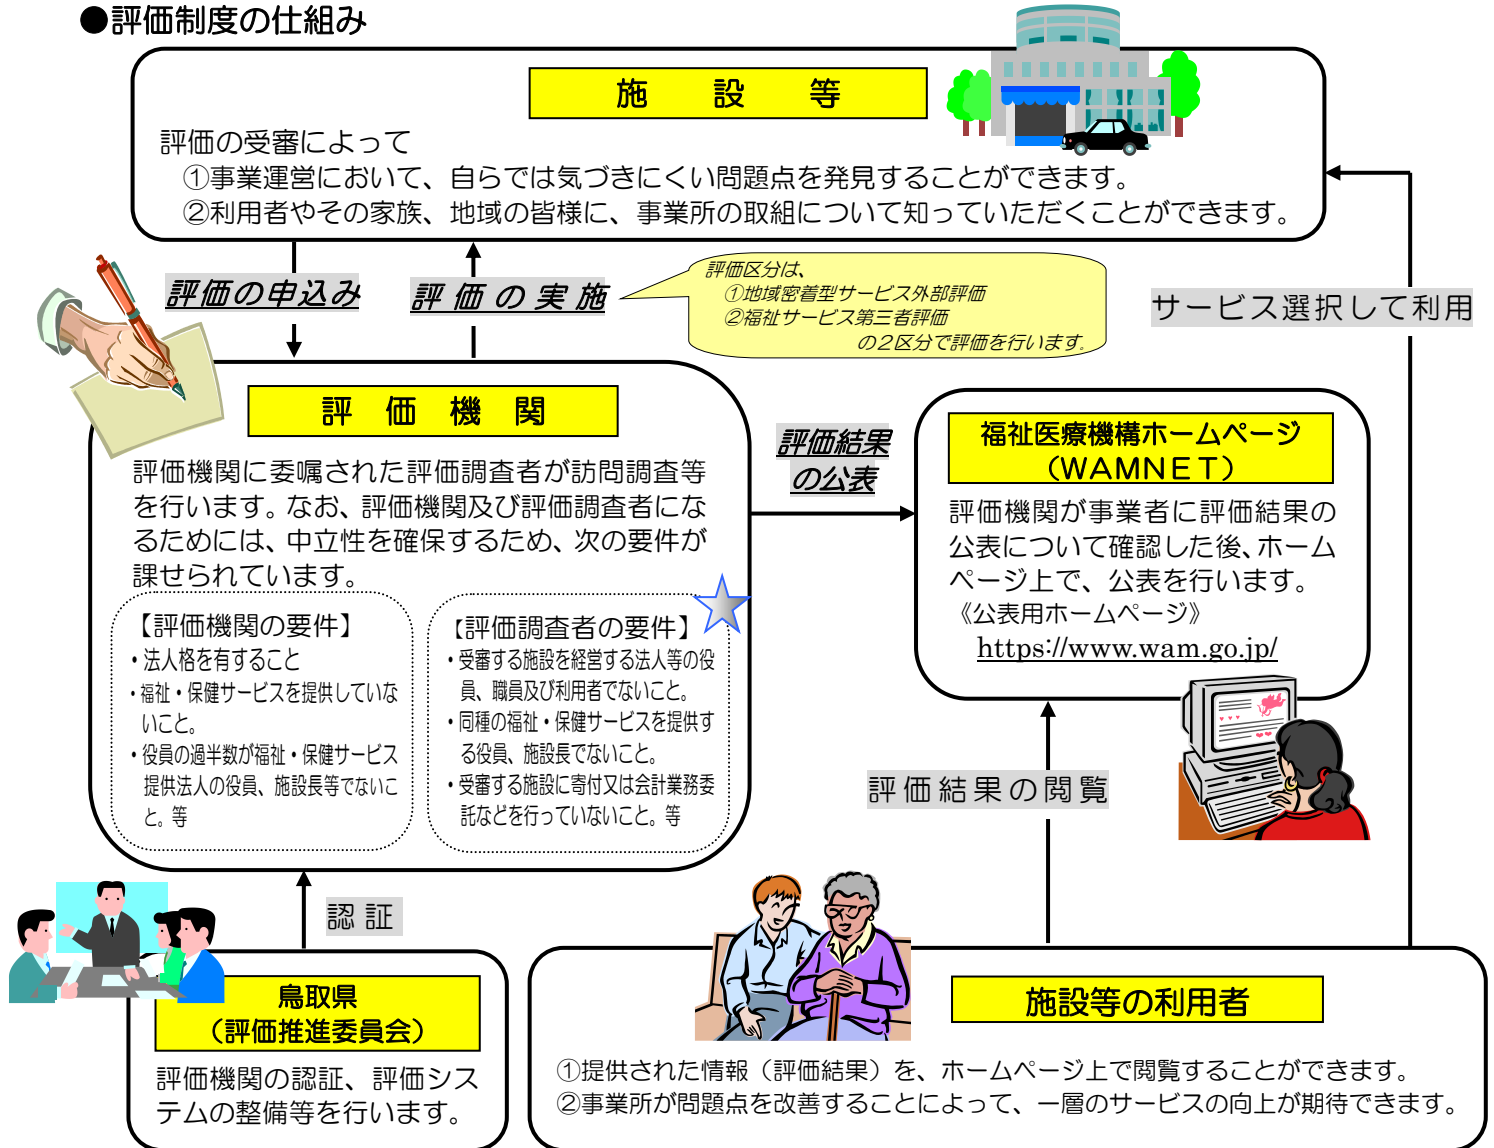 ●評価制度の仕組み
施　設　等
評価の受審によって
①事業運営において、自らでは気づきにくい問題点を発見することができます。
②利用者やその家族、地域の皆様に、事業所の取組について知っていただくことができます。
評価の申込み
評価の実施
評価区分は、
①地域密着型サービス外部評価
②福祉サービス第三者評価
の２区分で評価を行います。
サービス選択して利用
評　価　機　関
評価機関に委嘱された評価調査者が訪問調査等
を行います。なお、評価機関及び評価調査者にな
るためには、中立性を確保するため、次の要件が
課せられています。
【評価機関の要件】
・法人格を有すること
・福祉・保健サービスを提供していな
いこと。
・役員の過半数が福祉・保健サービス
提供法人の役員、施設長等でないこ
と。等
【評価調査者の要件】
・受審する施設を経営する法人等の役
員、職員及び利用者でないこと。
・同種の福祉・保健サービスを提供す
る役員、施設長でないこと。
・受審する施設に寄付又は会計業務委
託などを行っていないこと。等
評価結果
の公表
福祉医療機構ホームページ
（ＷＡＭＮＥＴ）
評価機関が事業者に評価結果の
公表について確認した後、ホーム
ページ上で、公表を行います。
《公表用ホームページ》
https://www.wam.go.jp/
評価結果の閲覧
認証
鳥取県
（評価推進委員会）
評価機関の認証、評価シス
テムの整備等を行います。
施設等の利用者
①提供された情報（評価結果）を、ホームページ上で閲覧することができます。
②事業所が問題点を改善することによって、一層のサービスの向上が期待できます。